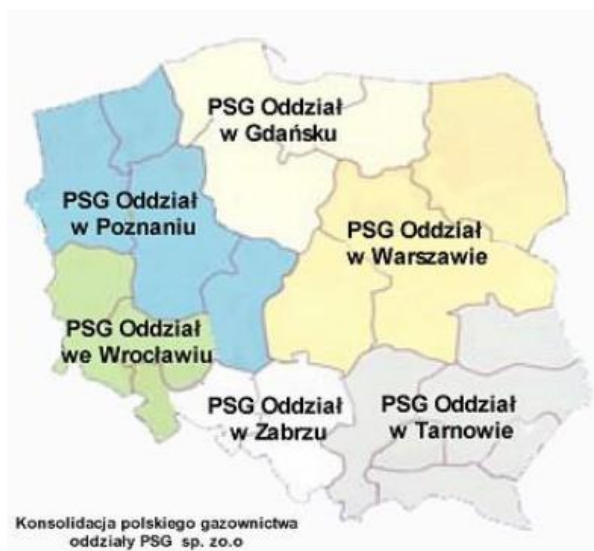 PSG Oddział
w Gdańsku
PSG Oddział
w Poznaniu
PSG Oddział
w Warszawie
PSG Oddział
we Wrocławiu
PSG Oddział
w Zabrzu
PSG Oddział
w Tarnowie
Konsolidacja polskiego gazownictwa
oddziały PSG sp. zo.o